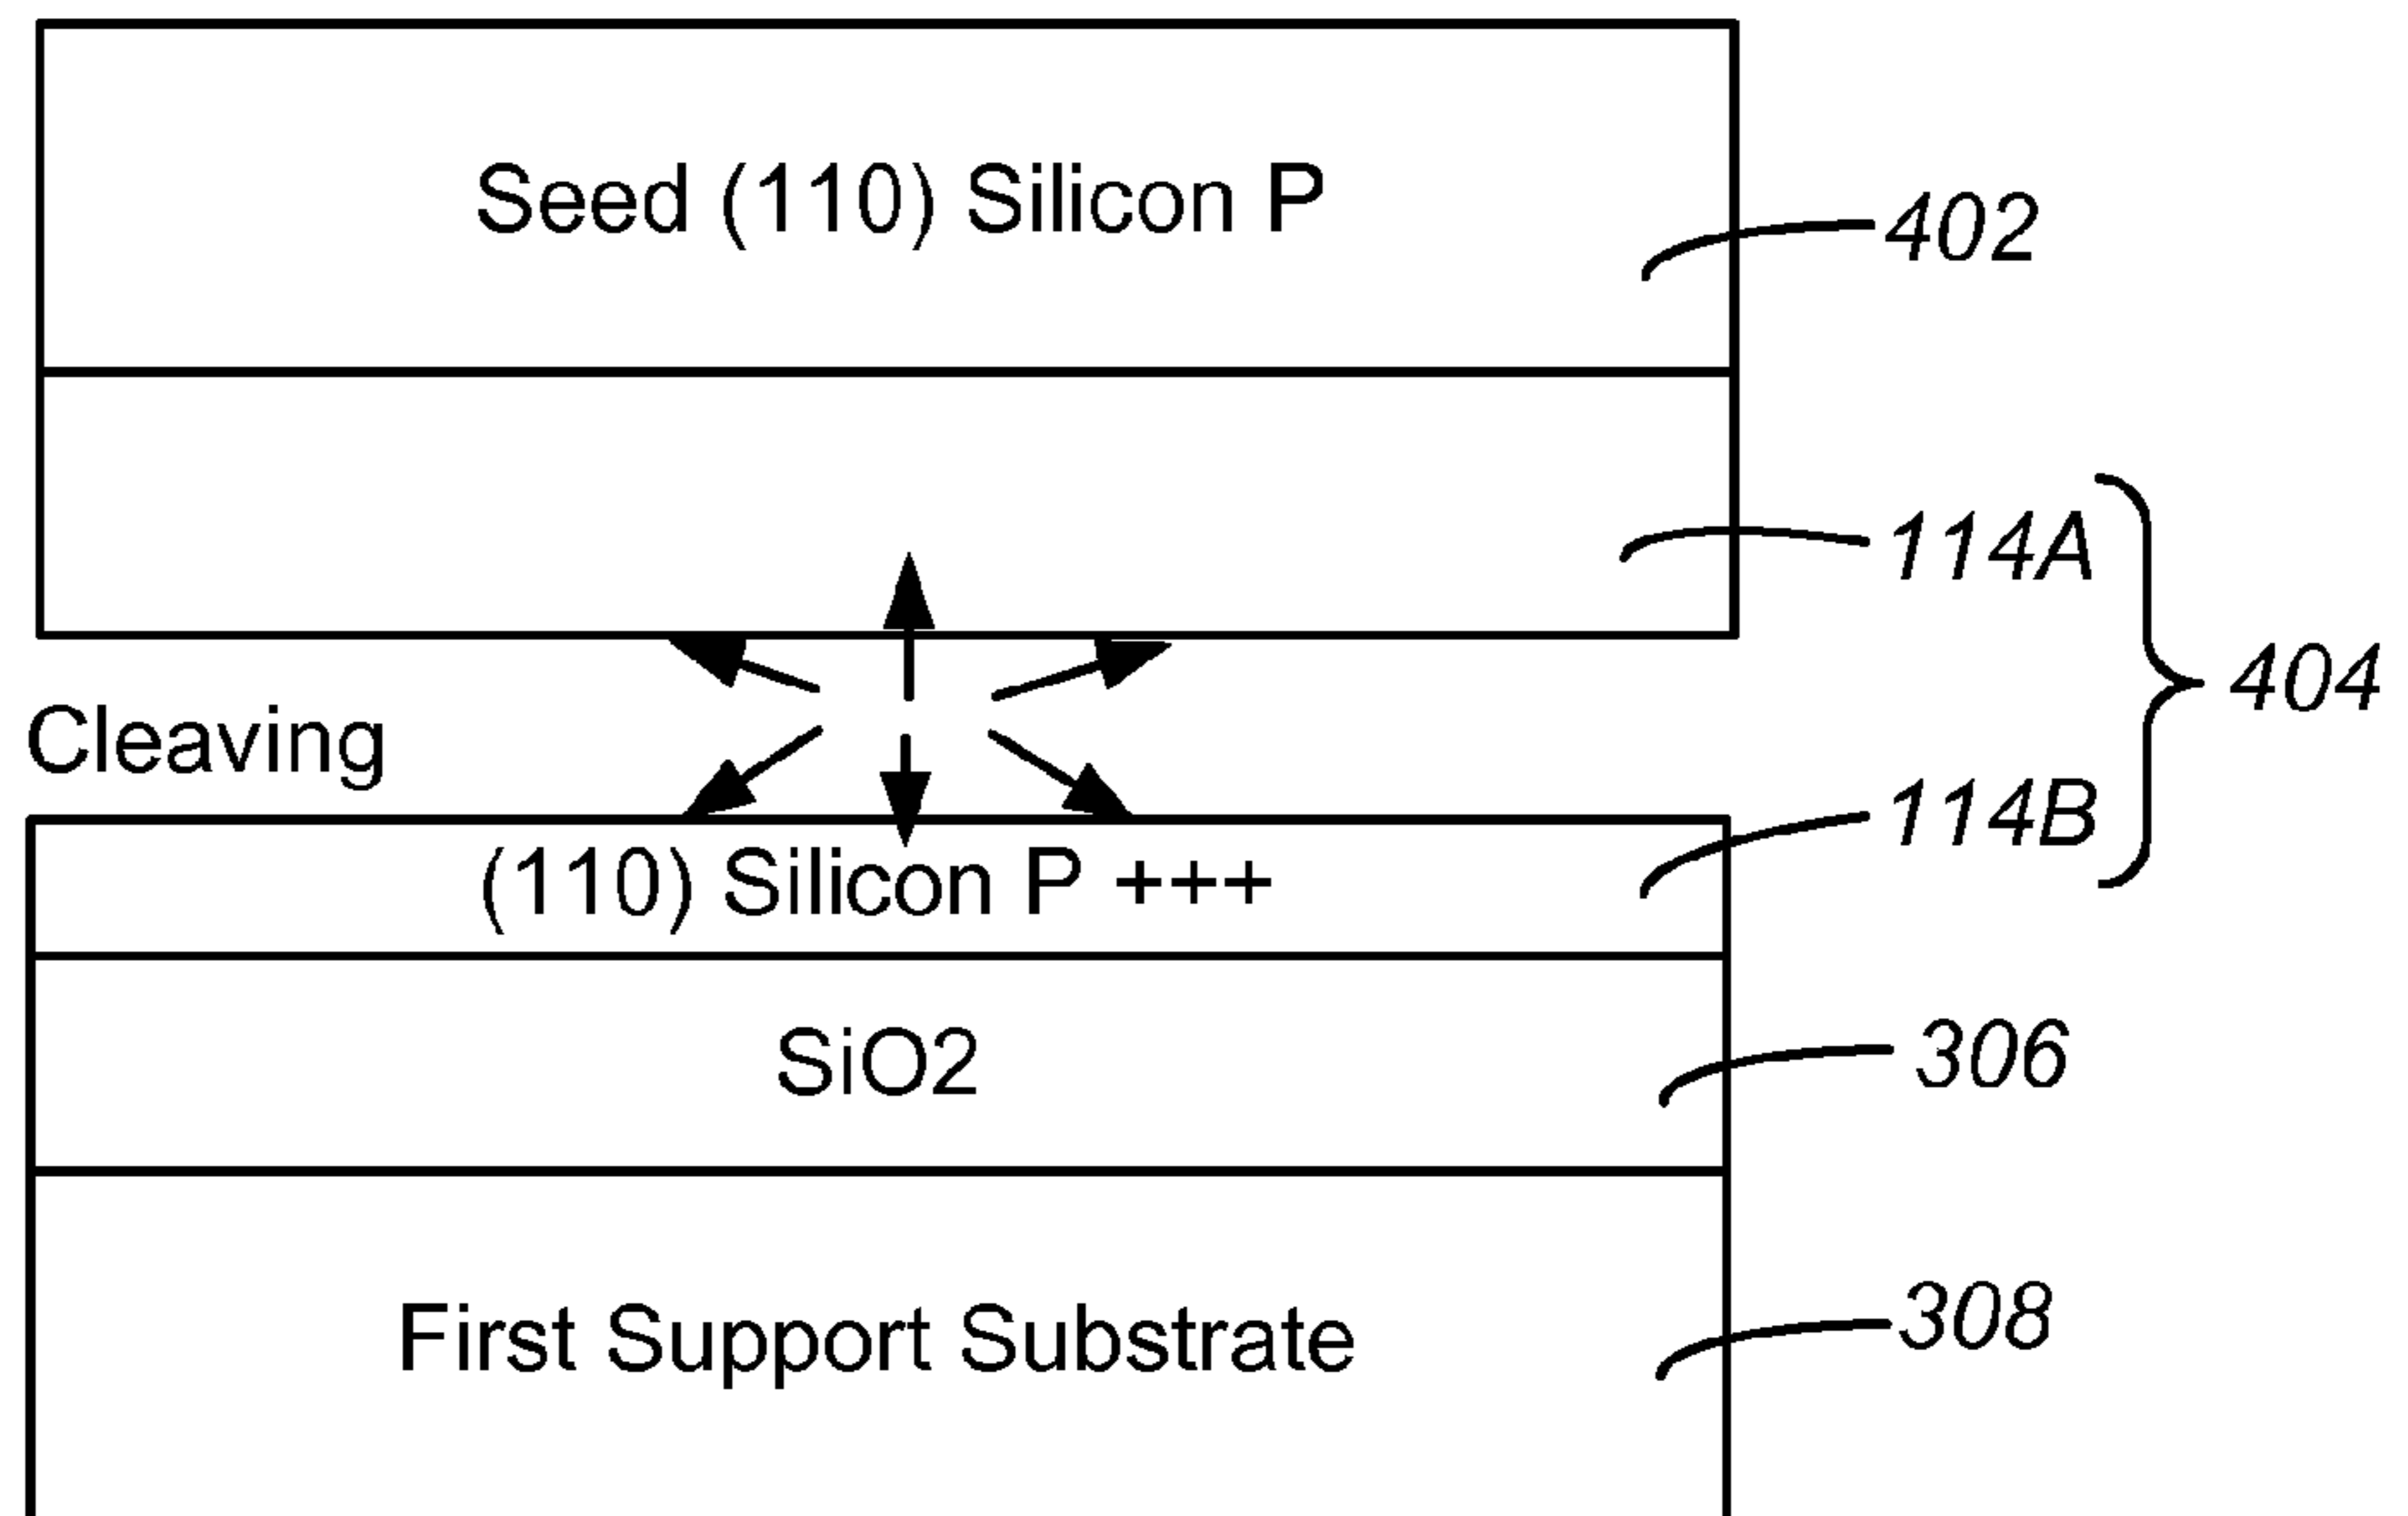 Seed (110) Silicon P
402
114A
404
Cleaving
114B
(110) Silicon P +++
SiO2
306
First Support Substrate
308